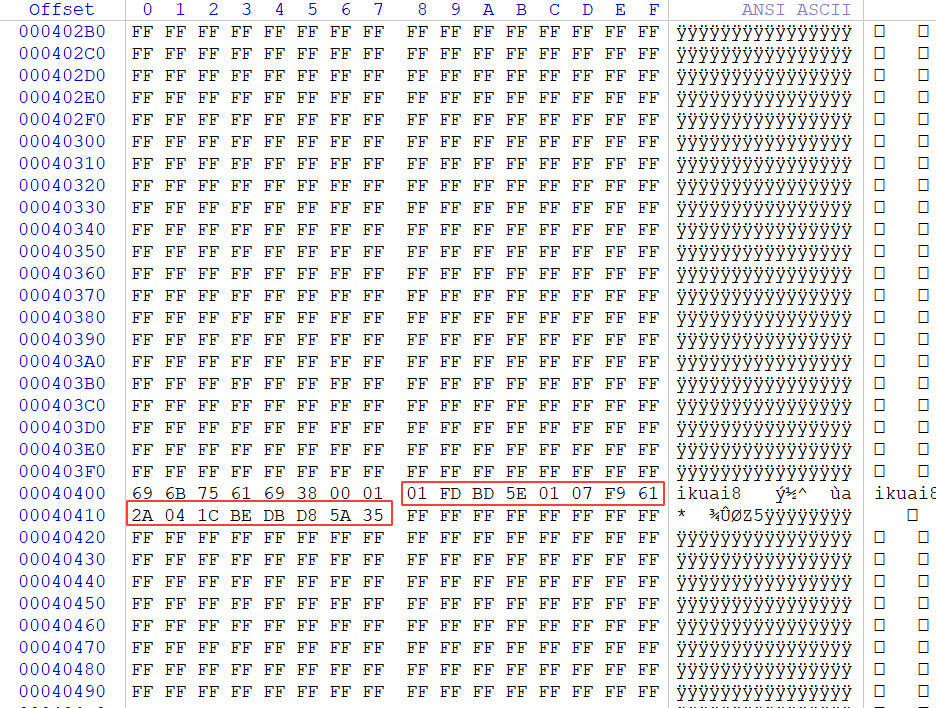 Offset 0 1 2 3 4 5 6 7 8 9 A B C D E F ANSI ASCII
000402B0 FF FF FF FF FF FF FF FF FF FF FF FF FF FF FF FF ÿÿÿÿÿÿÿÿÿÿÿÿÿÿÿÿ
000402C0 FF FF FF FF FF FF FF FF FF FF FF FF FF FF FF FF ÿÿÿÿÿÿÿÿÿÿÿÿÿÿÿÿ
000402D0 FF FF FF FF FF FF FF FF FF FF FF FF FF FF FF FF ÿÿÿÿÿÿÿÿÿÿÿÿÿÿÿÿ
000402E0 FF FF FF FF FF FF FF FF FF FF FF FF FF FF FF FF ÿÿÿÿÿÿÿÿÿÿÿÿÿÿÿÿ
000402F0 FF FF FF FF FF FF FF FF FF FF FF FF FF FF FF FF ÿÿÿÿÿÿÿÿÿÿÿÿÿÿÿÿ
00040300 FF FF FF FF FF FF FF FF FF FF FF FF FF FF FF FF ÿÿÿÿÿÿÿÿÿÿÿÿÿÿÿÿ
00040310 FF FF FF FF FF FF FF FF FF FF FF FF FF FF FF FF ÿÿÿÿÿÿÿÿÿÿÿÿÿÿÿÿ
00040320 FF FF FF FF FF FF FF FF FF FF FF FF FF FF FF FF ÿÿÿÿÿÿÿÿÿÿÿÿÿÿÿÿ
00040330 FF FF FF FF FF FF FF FF FF FF FF FF FF FF FF FF ÿÿÿÿÿÿÿÿÿÿÿÿÿÿÿÿ
00040340 FF FF FF FF FF FF FF FF FF FF FF FF FF FF FF FF ÿÿÿÿÿÿÿÿÿÿÿÿÿÿÿÿ
00040350 FF FF FF FF FF FF FF FF FF FF FF FF FF FF FF FF ÿÿÿÿÿÿÿÿÿÿÿÿÿÿÿÿ
00040360 FF FF FF FF FF FF FF FF FF FF FF FF FF FF FF FF ÿÿÿÿÿÿÿÿÿÿÿÿÿÿÿÿ
00040370 FF FF FF FF FF FF FF FF FF FF FF FF FF FF FF FF ÿÿÿÿÿÿÿÿÿÿÿÿÿÿÿÿ
00040380 FF FF FF FF FF FF FF FF FF FF FF FF FF FF FF FF ÿÿÿÿÿÿÿÿÿÿÿÿÿÿÿÿ
00040390 FF FF FF FF FF FF FF FF FF FF FF FF FF FF FF FF ÿÿÿÿÿÿÿÿÿÿÿÿÿÿÿÿ
000403A0 FF FF FF FF FF FF FF FF FF FF FF FF FF FF FF FF ÿÿÿÿÿÿÿÿÿÿÿÿÿÿÿÿ
000403B0 FF FF FF FF FF FF FF FF FF FF FF FF FF FF FF FF ÿÿÿÿÿÿÿÿÿÿÿÿÿÿÿÿ
000403C0 FF FF FF FF FF FF FF FF FF FF FF FF FF FF FF FF ÿÿÿÿÿÿÿÿÿÿÿÿÿÿÿÿ
000403D0 FF FF FF FF FF FF FF FF FF FF FF FF FF FF FF FF ÿÿÿÿÿÿÿÿÿÿÿÿÿÿÿÿ
000403E0 FF FF FF FF FF FF FF FF FF FF FF FF FF FF FF FF ÿÿÿÿÿÿÿÿÿÿÿÿÿÿÿÿ
000403F0 FF FF FF FF FF FF FF FF FF FF FF FF FF FF FF FF ÿÿÿÿÿÿÿÿÿÿÿÿÿÿÿÿ
00040400 69 6B 75 61 69 38 00 01 01 FD BD 5E 01 07 F9 61 ikuai8 ý½^ ùa ikuai8
00040410 2A 04 1C BE DB D8 5A 35 FF FF FF FF FF FF FF FF * ¾ÛØZ5ÿÿÿÿÿÿÿÿ
00040420 FF FF FF FF FF FF FF FF FF FF FF FF FF FF FF FF ÿÿÿÿÿÿÿÿÿÿÿÿÿÿÿÿ
00040430 FF FF FF FF FF FF FF FF FF FF FF FF FF FF FF FF ÿÿÿÿÿÿÿÿÿÿÿÿÿÿÿÿ
00040440 FF FF FF FF FF FF FF FF FF FF FF FF FF FF FF FF ÿÿÿÿÿÿÿÿÿÿÿÿÿÿÿÿ
00040450 FF FF FF FF FF FF FF FF FF FF FF FF FF FF FF FF ÿÿÿÿÿÿÿÿÿÿÿÿÿÿÿÿ
00040460 FF FF FF FF FF FF FF FF FF FF FF FF FF FF FF FF ÿÿÿÿÿÿÿÿÿÿÿÿÿÿÿÿ
00040470 FF FF FF FF FF FF FF FF FF FF FF FF FF FF FF FF ÿÿÿÿÿÿÿÿÿÿÿÿÿÿÿÿ
00040480 FF FF FF FF FF FF FF FF FF FF FF FF FF FF FF FF ÿÿÿÿÿÿÿÿÿÿÿÿÿÿÿÿ
00040490 FF FF FF FF FF FF FF FF FF FF FF FF FF FF FF FF ÿÿÿÿÿÿÿÿÿÿÿÿÿÿÿÿ